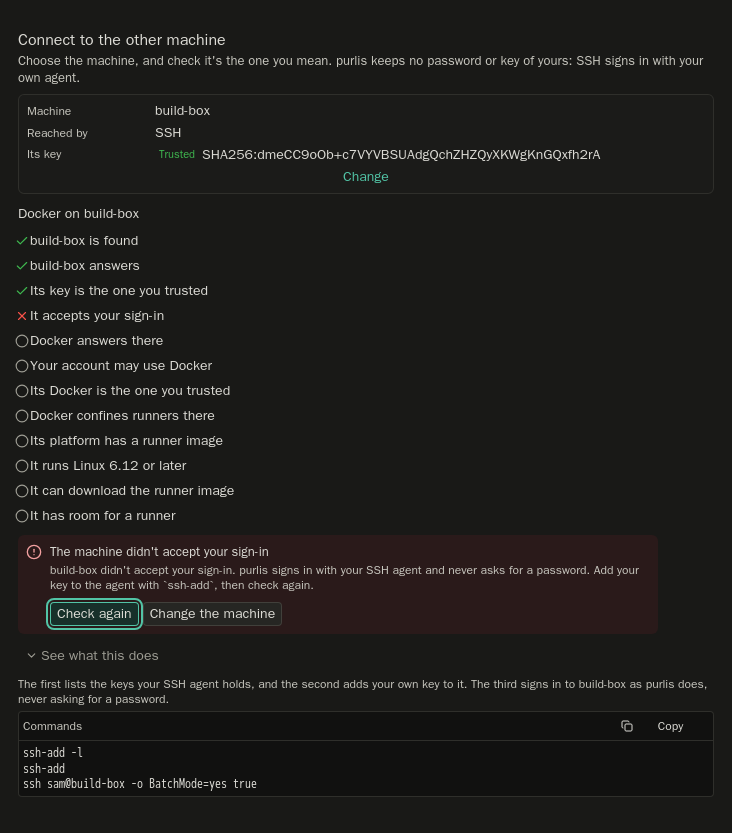 Connect to the other machine
Choose the machine, and check it's the one you mean. purlis keeps no password or key of yours: SSH signs in with your
own agent.
Machine build-box
Reached by SSH
Its key Trusted SHA256:dmeCC9oOb+c7VYVBSUAdgQchZHZQyXKWgKnGQxfh2rA
Change
Docker on build-box
build-box is found
build-box answers
Its key is the one you trusted
It accepts your sign-in
Docker answers there
Your account may use Docker
Its Docker is the one you trusted
Docker confines runners there
Its platform has a runner image
It runs Linux 6.12 or later
It can download the runner image
It has room for a runner
The machine didn't accept your sign-in
build-box didn't accept your sign-in. purlis signs in with your SSH agent and never asks for a password. Add your
key to the agent with `ssh-add`, then check again.
Check again Change the machine
See what this does
The first lists the keys your SSH agent holds, and the second adds your own key to it. The third signs in to build-box as purlis does,
never asking for a password.
Commands Copy
ssh-add -l
ssh-add
ssh sam@build-box -o BatchMode=yes true